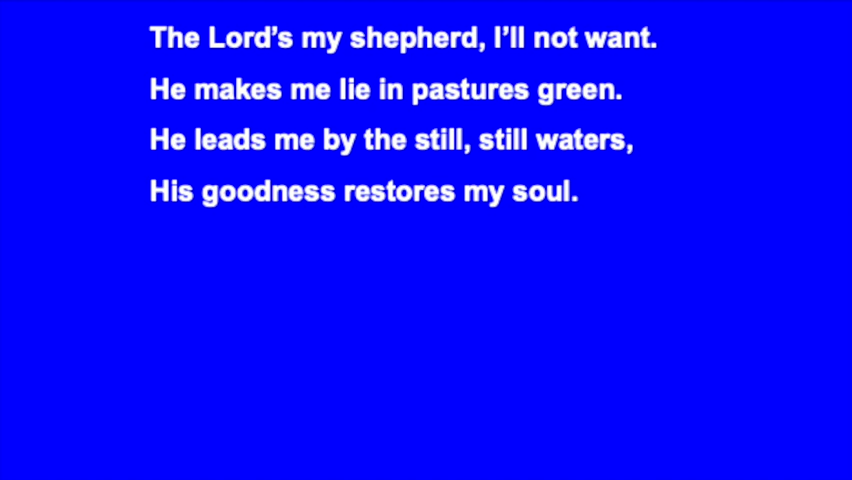 The Lord’s my shepherd, I’ll not want.
He makes me lie in pastures green.
He leads me by the still, still waters,
His goodness restores my soul.